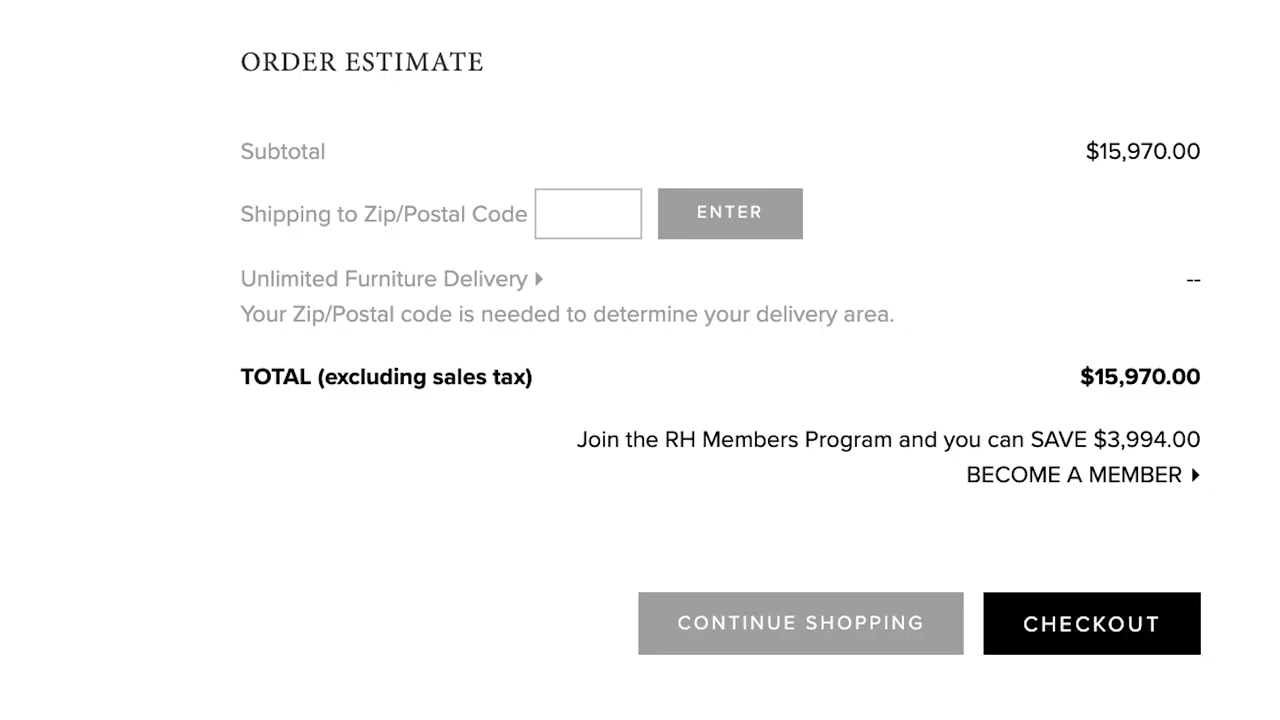 ORDER ESTIMATE
Subtotal $15,970.00
Shipping to Zip/Postal Code ENTER
Unlimited Furniture Delivery --
Your Zip/Postal code is needed to determine your delivery area.
TOTAL (excluding sales tax) $15,970.00
Join the RH Members Program and you can SAVE $3,994.00
BECOME A MEMBER
CONTINUE SHOPPING CHECKOUT